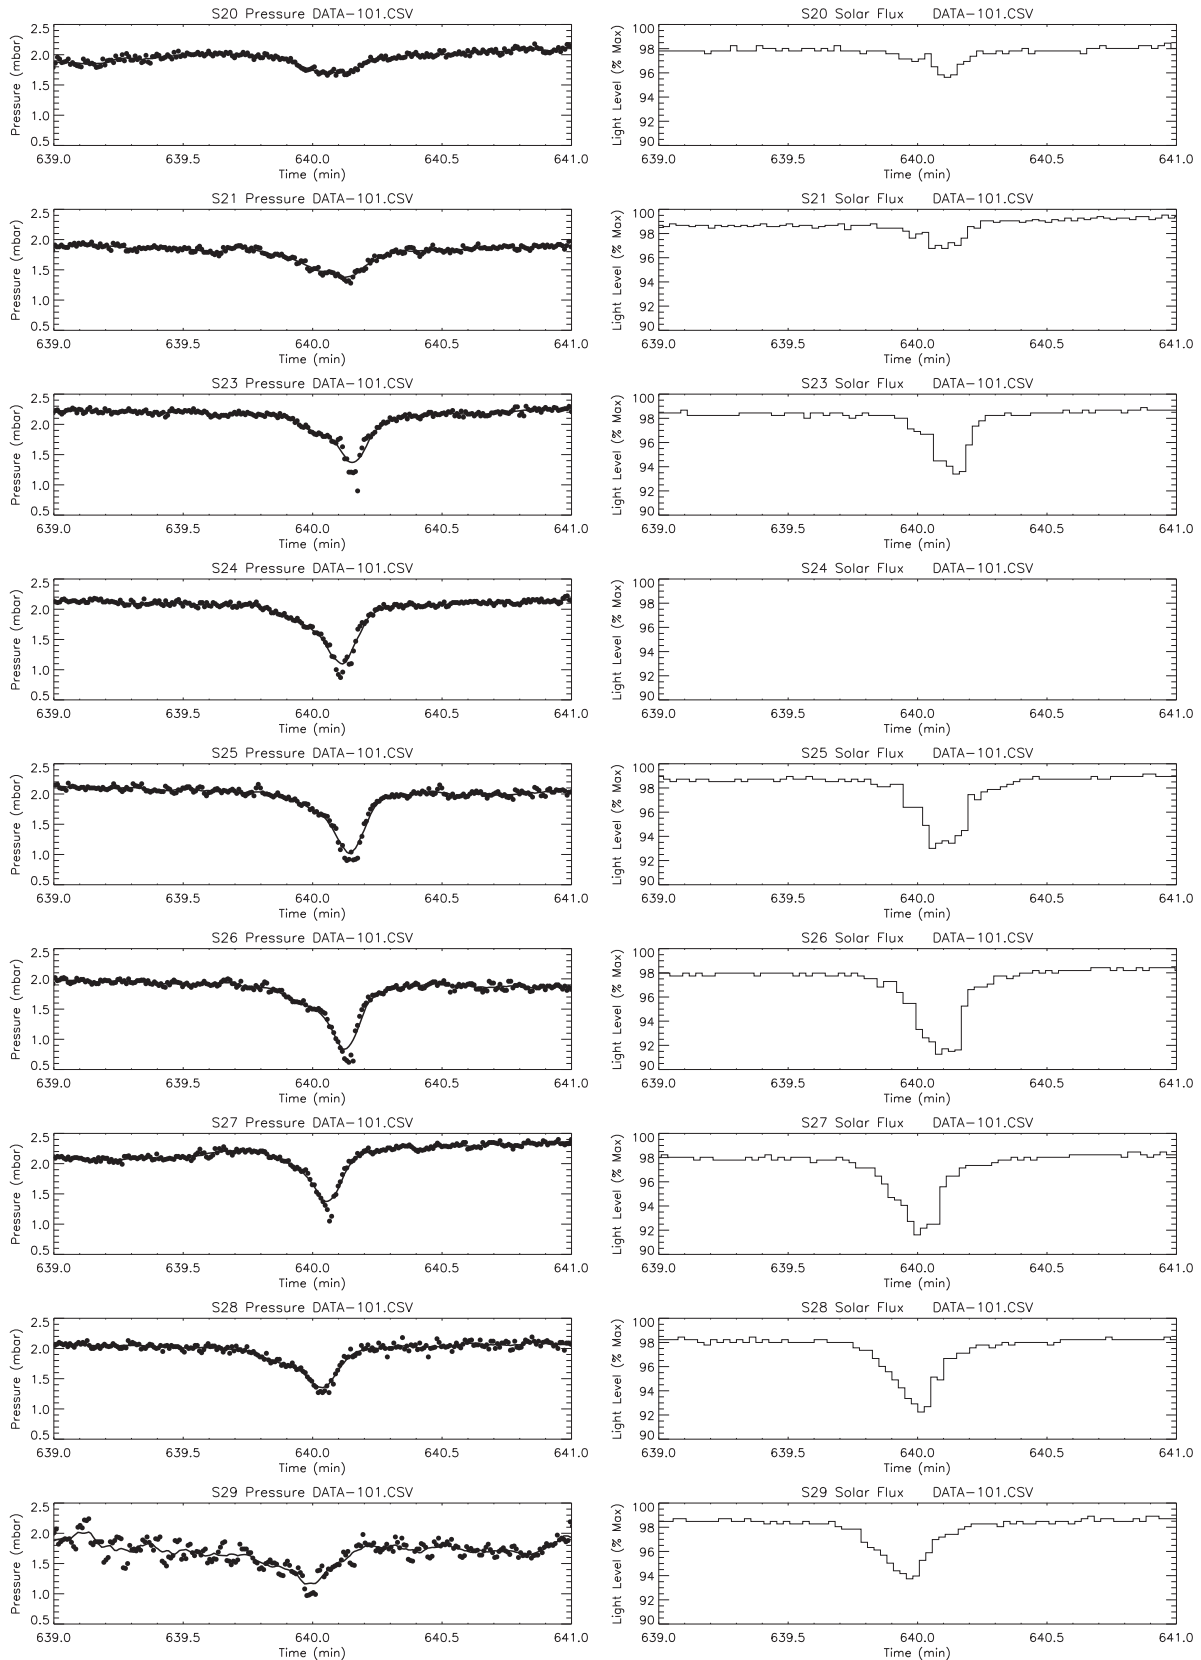 S20 Pressure DATA-101.CSV
Pressure (mbar)
2.5
2.0
1.5
1.0
0.5
639.0 639.5 640.0 640.5 641.0
Time (min)
S20 Solar Flux DATA-101.CSV
Light Level (% Max)
100
98
96
94
92
90
639.0 639.5 640.0 640.5 641.0
Time (min)
S21 Pressure DATA-101.CSV
Pressure (mbar)
2.5
2.0
1.5
1.0
0.5
639.0 639.5 640.0 640.5 641.0
Time (min)
S21 Solar Flux DATA-101.CSV
Light Level (% Max)
100
98
96
94
92
90
639.0 639.5 640.0 640.5 641.0
Time (min)
S23 Pressure DATA-101.CSV
Pressure (mbar)
2.5
2.0
1.5
1.0
0.5
639.0 639.5 640.0 640.5 641.0
Time (min)
S23 Solar Flux DATA-101.CSV
Light Level (% Max)
100
98
96
94
92
90
639.0 639.5 640.0 640.5 641.0
Time (min)
S24 Pressure DATA-101.CSV
Pressure (mbar)
2.5
2.0
1.5
1.0
0.5
639.0 639.5 640.0 640.5 641.0
Time (min)
S24 Solar Flux DATA-101.CSV
Light Level (% Max)
100
98
96
94
92
90
639.0 639.5 640.0 640.5 641.0
Time (min)
S25 Pressure DATA-101.CSV
Pressure (mbar)
2.5
2.0
1.5
1.0
0.5
639.0 639.5 640.0 640.5 641.0
Time (min)
S25 Solar Flux DATA-101.CSV
Light Level (% Max)
100
98
96
94
92
90
639.0 639.5 640.0 640.5 641.0
Time (min)
S26 Pressure DATA-101.CSV
Pressure (mbar)
2.5
2.0
1.5
1.0
0.5
639.0 639.5 640.0 640.5 641.0
Time (min)
S26 Solar Flux DATA-101.CSV
Light Level (% Max)
100
98
96
94
92
90
639.0 639.5 640.0 640.5 641.0
Time (min)
S27 Pressure DATA-101.CSV
Pressure (mbar)
2.5
2.0
1.5
1.0
0.5
639.0 639.5 640.0 640.5 641.0
Time (min)
S27 Solar Flux DATA-101.CSV
Light Level (% Max)
100
98
96
94
92
90
639.0 639.5 640.0 640.5 641.0
Time (min)
S28 Pressure DATA-101.CSV
Pressure (mbar)
2.5
2.0
1.5
1.0
0.5
639.0 639.5 640.0 640.5 641.0
Time (min)
S28 Solar Flux DATA-101.CSV
Light Level (% Max)
100
98
96
94
92
90
639.0 639.5 640.0 640.5 641.0
Time (min)
S29 Pressure DATA-101.CSV
Pressure (mbar)
2.5
2.0
1.5
1.0
0.5
639.0 639.5 640.0 640.5 641.0
Time (min)
S29 Solar Flux DATA-101.CSV
Light Level (% Max)
100
98
96
94
92
90
639.0 639.5 640.0 640.5 641.0
Time (min)